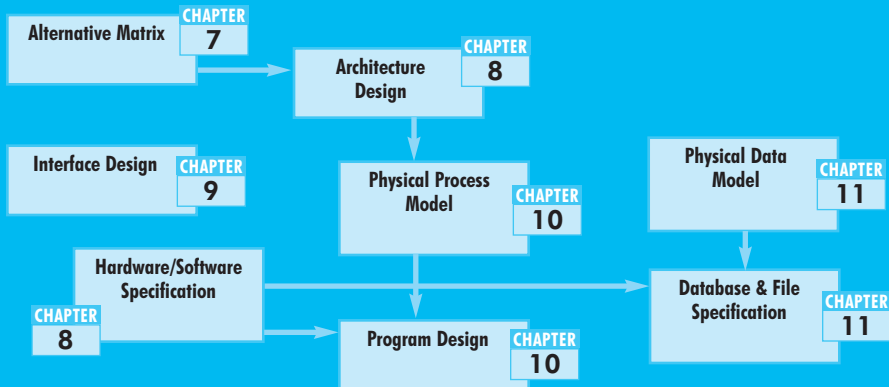 Alternative Matrix
CHAPTER
7
Architecture
Design
CHAPTER
8
Interface Design
CHAPTER
9
Physical Process
Model
CHAPTER
10
Physical Data
Model
CHAPTER
11
Hardware/Software
Specification
CHAPTER
8
Program Design
CHAPTER
10
Database & File
Specification
CHAPTER
11